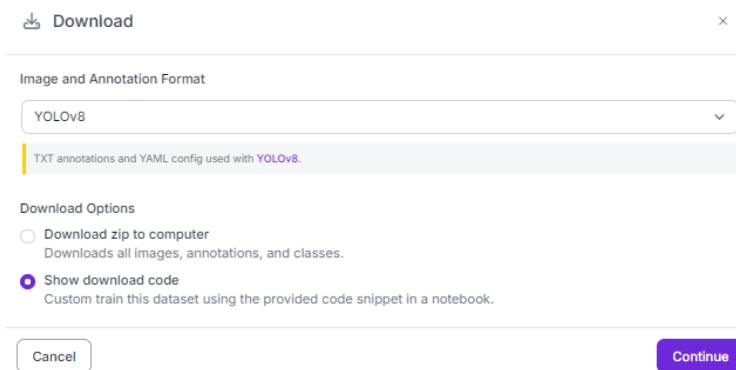 Download
Image and Annotation Format
YOLOv8
TXT annotations and YAML config used with YOLOv8.
Download Options
Download zip to computer
Downloads all images, annotations, and classes.
Show download code
Custom train this dataset using the provided code snippet in a notebook.
Cancel
Continue